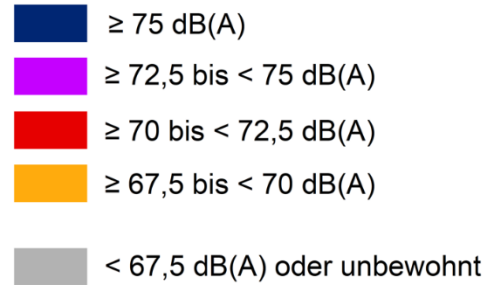 ≥ 75 dB(A)
≥ 72,5 bis < 75 dB(A)
≥ 70 bis < 72,5 dB(A)
≥ 67,5 bis < 70 dB(A)
< 67,5 dB(A) oder unbewohnt